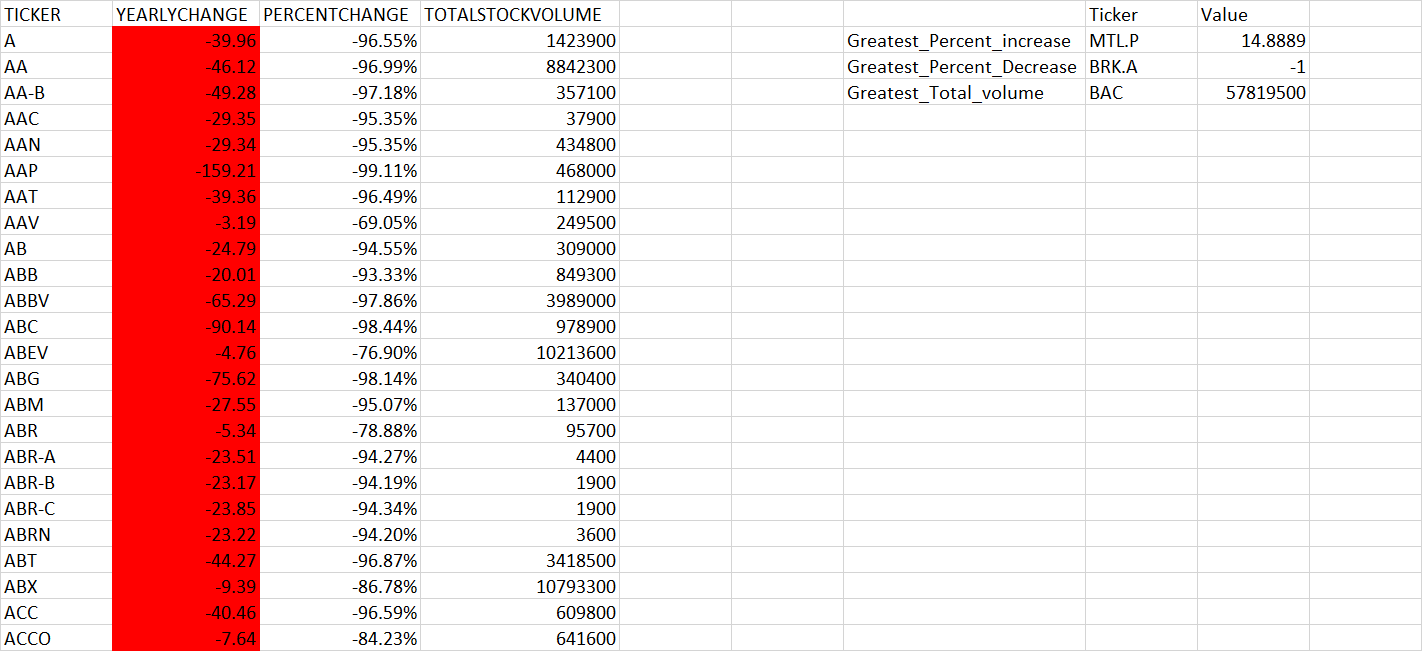 TICKER YEARLYCHANGE PERCENTCHANGE TOTALSTOCKVOLUME Ticker Value
A -39.96 -96.55% 1423900 Greatest_Percent_increase MTL.P 14.8889
AA -46.12 -96.99% 8842300 Greatest_Percent_Decrease BRK.A -1
AA-B -49.28 -97.18% 357100 Greatest_Total_volume BAC 57819500
AAC -29.35 -95.35% 37900
AAN -29.34 -95.35% 434800
AAP -159.21 -99.11% 468000
AAT -39.36 -96.49% 112900
AAV -3.19 -69.05% 249500
AB -24.79 -94.55% 309000
ABB -20.01 -93.33% 849300
ABBV -65.29 -97.86% 3989000
ABC -90.14 -98.44% 978900
ABEV -4.76 -76.90% 10213600
ABG -75.62 -98.14% 340400
ABM -27.55 -95.07% 137000
ABR -5.34 -78.88% 95700
ABR-A -23.51 -94.27% 4400
ABR-B -23.17 -94.19% 1900
ABR-C -23.85 -94.34% 1900
ABRN -23.22 -94.20% 3600
ABT -44.27 -96.87% 3418500
ABX -9.39 -86.78% 10793300
ACC -40.46 -96.59% 609800
ACCO -7.64 -84.23% 641600